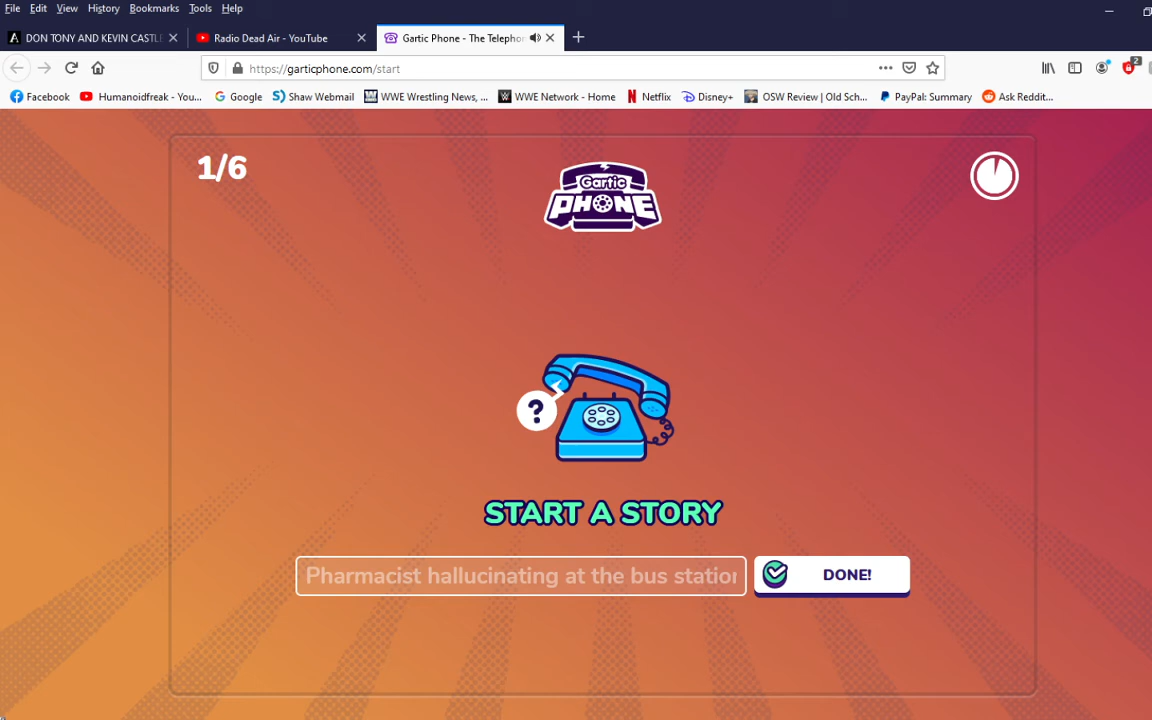 File Edit View History Bookmarks Tools Help
DON TONY AND KEVIN CASTLE Radio Dead Air - YouTube Gartic Phone - The Telephon
https://garticphone.com/start
Facebook Humanoidfreak - You... Google Shaw Webmail WWE Wrestling News, ... WWE Network - Home Netflix Disney+ OSW Review | Old Sch... PayPal: Summary Ask Reddit... 2
1/6
Gartic
PHONE
?
START A STORY
Pharmacist hallucinating at the bus station
DONE!